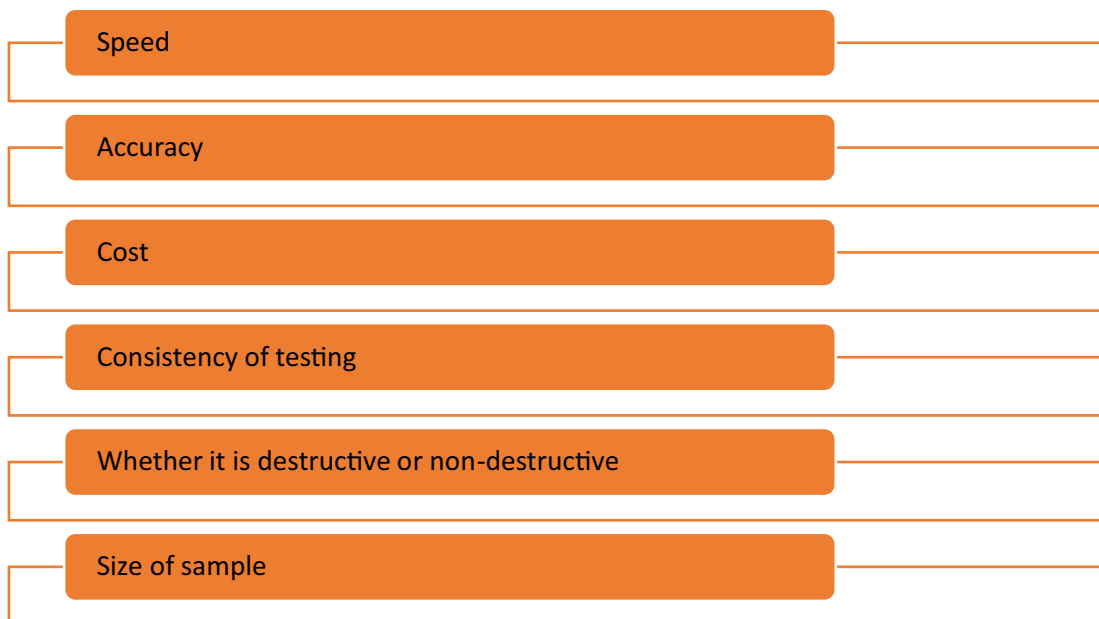 Speed
Accuracy
Cost
Consistency of testing
Whether it is destructive or non-destructive
Size of sample